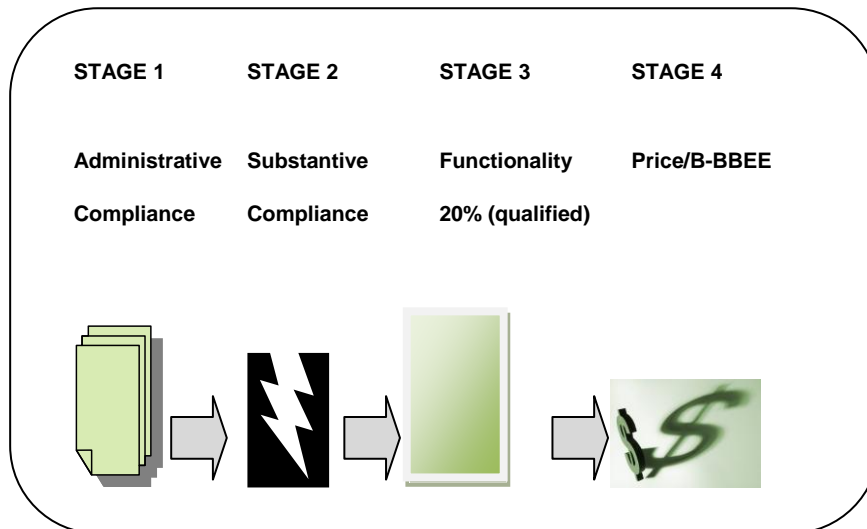 STAGE 1 STAGE 2 STAGE 3 STAGE 4
Administrative Substantive Functionality Price/B-BBEE
Compliance Compliance 20% (qualified)